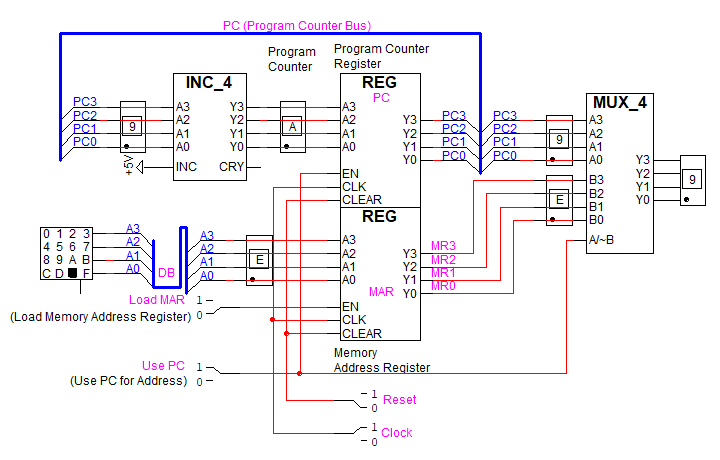 PC (Program Counter Bus)
Program
Counter
Program Counter
Register
INC_4
REG
PC
MUX_4
PC3
PC2
PC1
PC0
9
A3
A2
A1
A0
INC
+5V
Y3
Y2
Y1
Y0
CRY
A
A3
A2
A1
A0
EN
CLK
CLEAR
Y3
Y2
Y1
Y0
PC3
PC2
PC1
PC0
PC3
PC2
PC1
PC0
9
E
A3
A2
A1
A0
B3
B2
B1
B0
A/~B
Y3
Y2
Y1
Y0
9
0 1 2 3
4 5 6 7
8 9 A B
C D F
A3
A2
A1
A0
DB
A3
A2
A1
A0
E
REG
A3
A2
A1
A0
MAR
EN
CLK
CLEAR
Y3
Y2
Y1
Y0
MR3
MR2
MR1
MR0
Load MAR
1
0
(Load Memory Address Register)
Memory
Address Register
Use PC
1
0
(Use PC for Address)
1
0
Reset
1
0
Clock